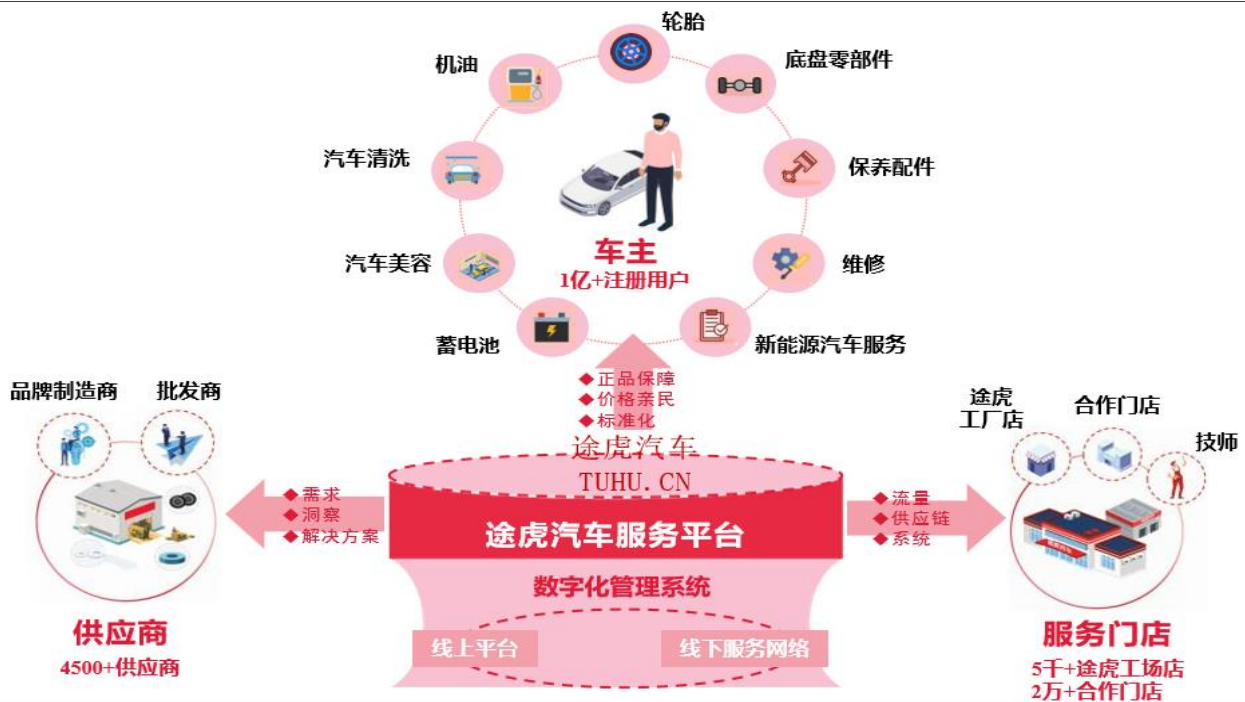 轮胎
机油
底盘零部件
汽车清洗
保养配件
汽车美容
维修
车主
1亿+注册用户
蓄电池
新能源汽车服务
◆正品保障
◆价格亲民
◆标准化
品牌制造商
批发商
途虎
工厂店
合作门店
技师
途虎汽车
TUHU.CN
◆需求
◆洞察
◆解决方案
◆流量
◆供应链
◆系统
途虎汽车服务平台
数字化管理系统
线上平台
线下服务网络
供应商
4500+供应商
服务门店
5千+途虎工场店
2万+合作门店